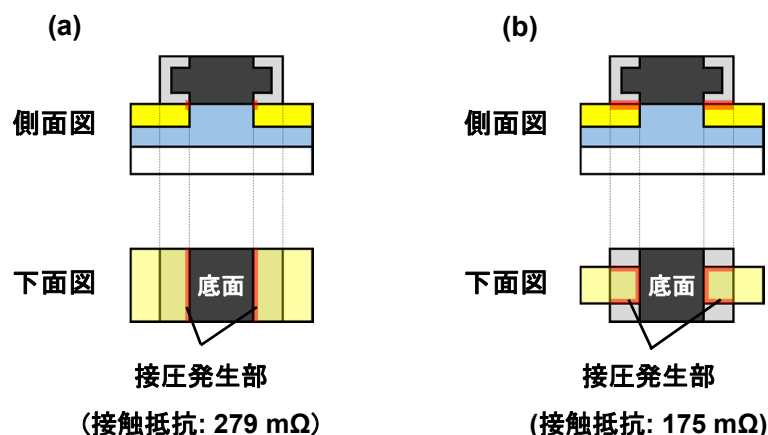 (a)
側面図
下面図
底面
接圧発生部
(接触抵抗: 279 mΩ)
(b)
側面図
下面図
底面
接圧発生部
(接触抵抗: 175 mΩ)